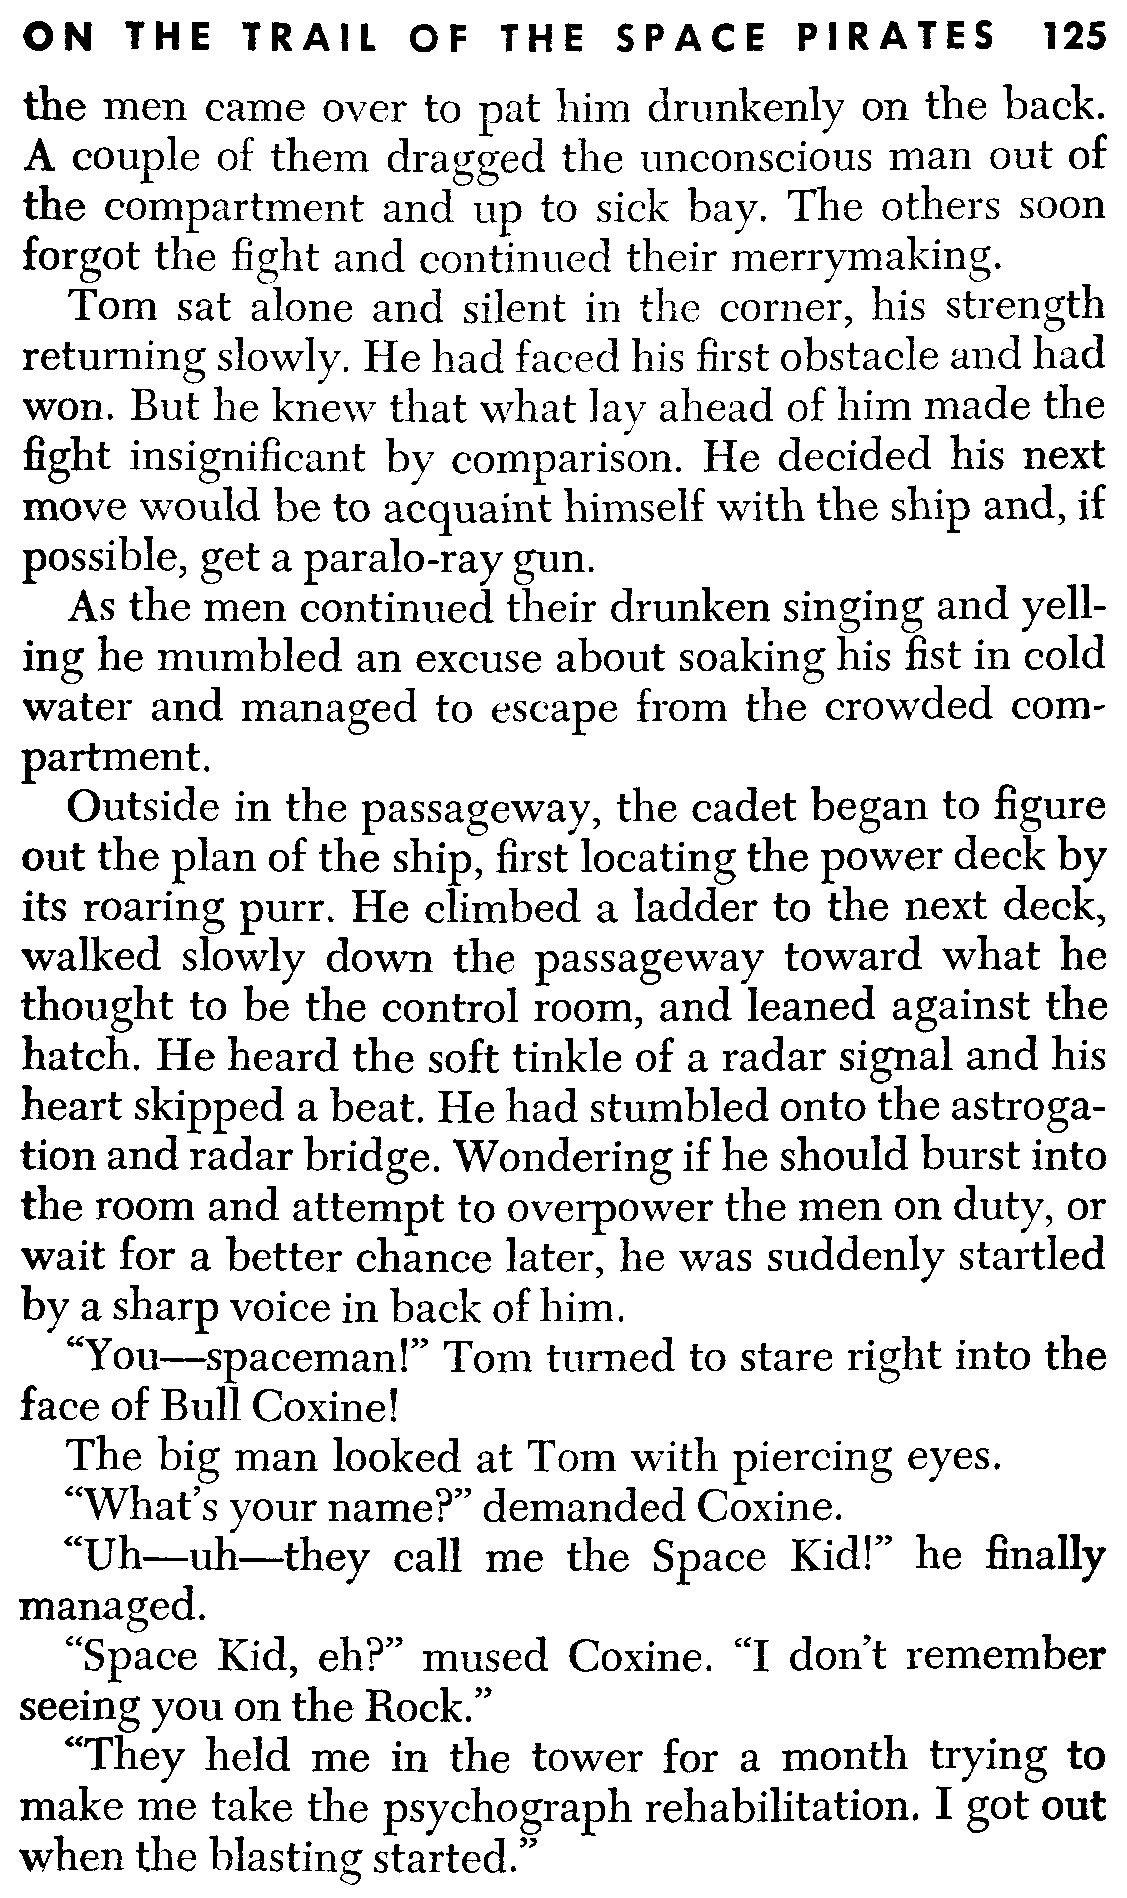 ON THE TRAIL OF THE SPACE PIRATES 125
the men came over to pat him drunkenly on the back.
A couple of them dragged the unconscious man out of
the compartment and up to sick bay. The others soon
forgot the fight and continued their merrymaking.
Tom sat alone and silent in the corner, his strength
returning slowly. He had faced his first obstacle and had
won. But he knew that what lay ahead of him made the
fight insignificant by comparison. He decided his next
move would be to acquaint himself with the ship and, if
possible, get a paralo-ray gun.
As the men continued their drunken singing and yell-
ing he mumbled an excuse about soaking his fist in cold
water and managed to escape from the crowded com-
partment.
Outside in the passageway, the cadet began to figure
out the plan of the ship, first locating the power deck by
its roaring purr. He climbed a ladder to the next deck,
walked slowly down the passageway toward what he
thought to be the control room, and leaned against the
hatch. He heard the soft tinkle of a radar signal and his
heart skipped a beat. He had stumbled onto the astroga-
tion and radar bridge. Wondering if he should burst into
the room and attempt to overpower the men on duty, or
wait for a better chance later, he was suddenly startled
by a sharp voice in back of him.
“You—spaceman!” Tom turned to stare right into the
face of Bull Coxine!
The big man looked at Tom with piercing eyes.
“What's your name?” demanded Coxine.
“Uh—uh—they call me the Space Kid!” he finally
managed.
“Space Kid, eh?” mused Coxine. “I don't remember
seeing you on the Rock.”
“They held me in the tower for a month trying to
make me take the psychograph rehabilitation. I got out
when the blasting started.”